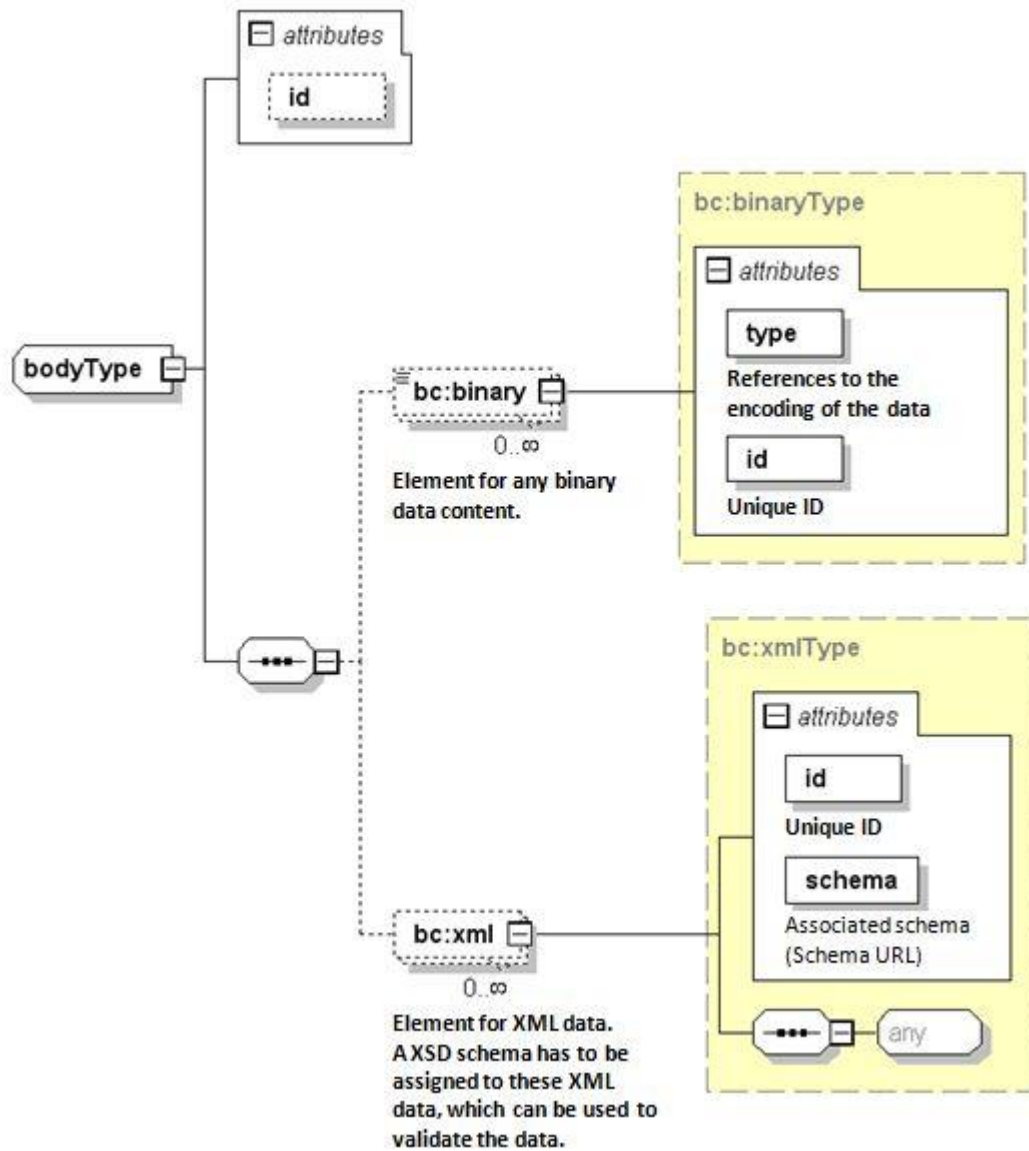 attributes
id
bc:binaryType
attributes
type
References to the
encoding of the data
id
Unique ID
bodyType
bc:binary
0..∞
Element for any binary
data content.
bc:xmlType
attributes
id
Unique ID
schema
Associated schema
(Schema URL)
any
bc:xml
0..∞
Element for XML data.
A XSD schema has to be
assigned to these XML
data, which can be used to
validate the data.